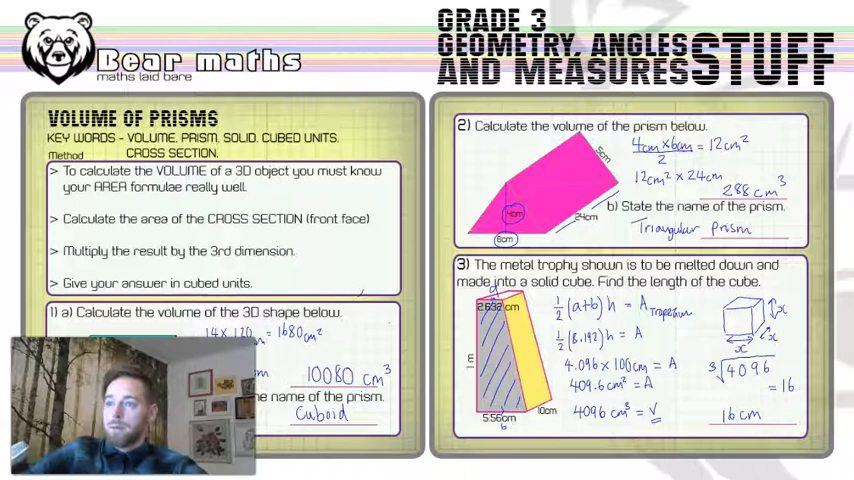 Bear maths
maths laid bare
GRADE 3
GEOMETRY, ANGLES
AND MEASURES
STUFF
VOLUME OF PRISMS
KEY WORDS - VOLUME, PRISM, SOLID, CUBED UNITS,
CROSS SECTION.
Method
> To calculate the VOLUME of a 3D object you must know
your AREA formulae really well.
> Calculate the area of the CROSS SECTION (front face)
> Multiply the result by the 3rd dimension.
> Give your answer in cubed units.
1) a) Calculate the volume of the 3D shape below.
14 x 120 = 1680cm²
10080 cm³
he name of the prism.
Cuboid
2) Calculate the volume of the prism below.
4cm x 6cm = 12cm²
2
12cm² x 24cm
288 cm³
5cm
4cm
24cm
6cm
b) State the name of the prism.
Triangular Prism
3) The metal trophy shown is to be melted down and
made into a solid cube. Find the length of the cube.
a
2.632 cm
1m
5.56cm
b
10cm
½(a+b)h = A Trapezium
½(8.192)h = A
4.096 x 100cm = A
409.6cm² = A
4096 cm³ = V
x
x
x
³√4096
= 16
16cm